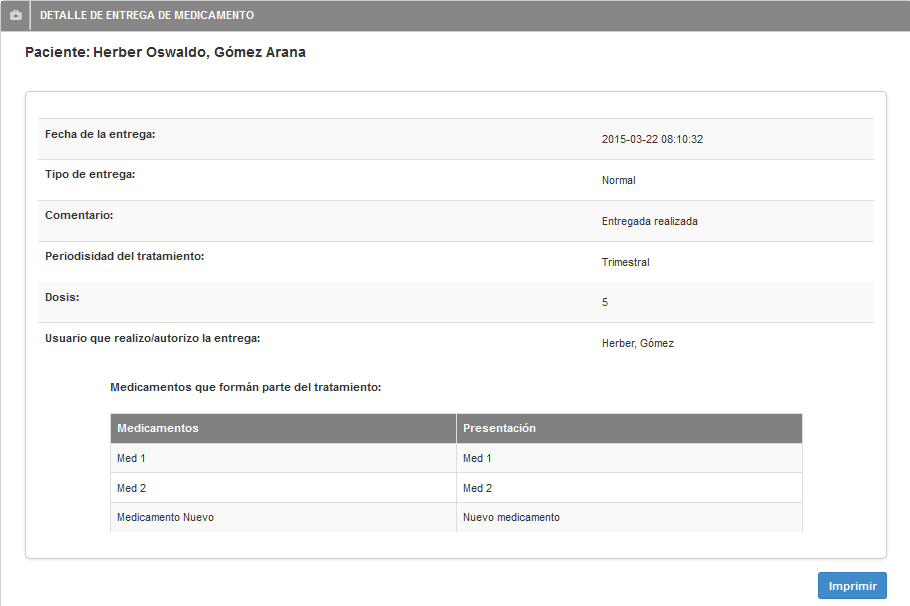 DETALLE DE ENTREGA DE MEDICAMENTO
Paciente: Herber Oswaldo, Gómez Arana
Fecha de la entrega: 2015-03-22 08:10:32
Tipo de entrega: Normal
Comentario: Entregada realizada
Periodisidad del tratamiento: Trimestral
Dosis: 5
Usuario que realizo/autorizo la entrega: Herber, Gómez
Medicamentos que formán parte del tratamiento:
Medicamentos Presentación
Med 1 Med 1
Med 2 Med 2
Medicamento Nuevo Nuevo medicamento
Imprimir